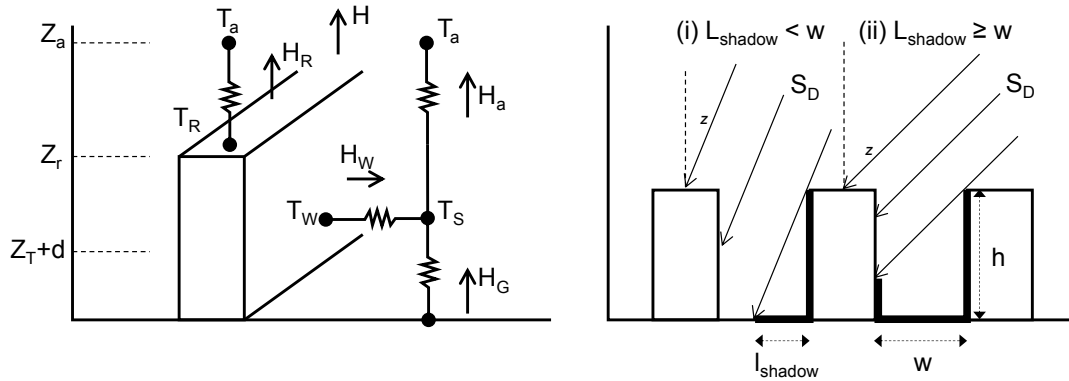 Z_a
T_a
H
T_a
H_R
H_a
T_R
Z_r
H_W
T_W
T_S
Z_T+d
H_G
(i) L_shadow < w
(ii) L_shadow ≥ w
S_D
S_D
z
z
h
l_shadow
w